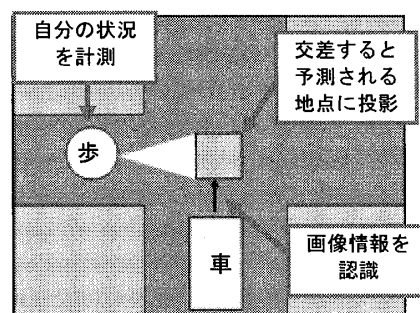 自分の状況
を計測
交差すると
予測される
地点に投影
歩
車
画像情報を
認識